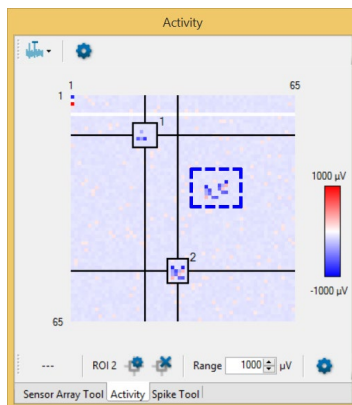 Activity
1 65
1
1
1000 µV
-1000 µV
2
65
--- ROI 2 Range 1000 µV
Sensor Array Tool Activity Spike Tool